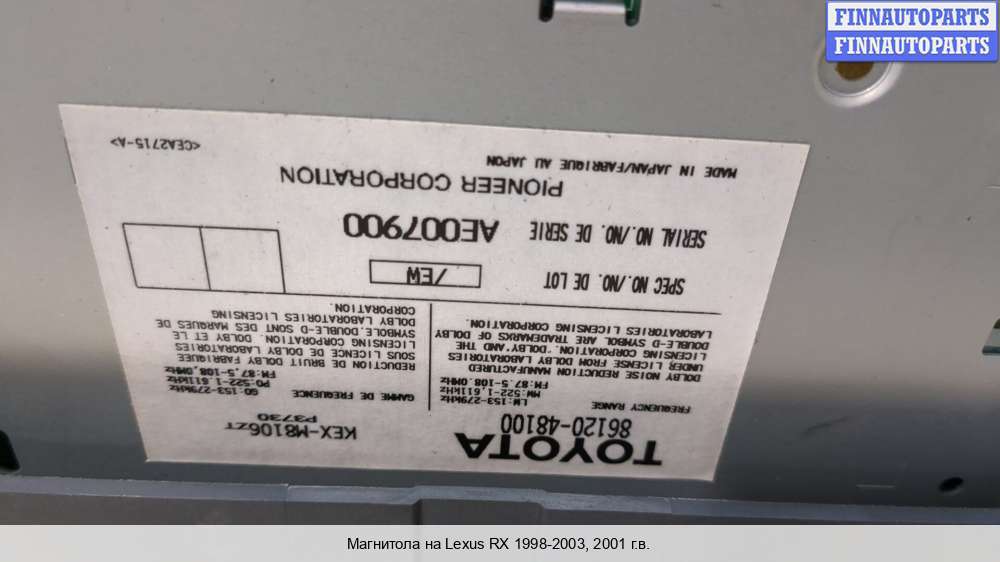 FINNAUTOPARTS
FINNAUTOPARTS
TOYOTA
86120-48100
KEX-M8106ZT
P3730
FREQUENCY RANGE
LW:153-279kHz
MW:522-1,611kHz
FM:87.5-108.0MHz
GAMME DE FREQUENCE
GO:153-279kHz
PO:522-1,611kHz
FM:87.5-108.0MHz
DOLBY NOISE REDUCTION MANUFACTURED
UNDER LICENSE FROM DOLBY LABORATORIES
LICENSING CORPORATION. "DOLBY"AND THE
DOUBLE-D SYMBOL ARE TRADEMARKS OF DOLBY
LABORATORIES LICENSING CORPORATION.
REDUCTION DE BRUIT DOLBY FABRIQUEE
SOUS LICENCE DE DOLBY LABORATORIES
LICENSING CORPORATION. DOLBY ET LE
SYMBOLE DOUBLE-D SONT DES MARQUES DE
DOLBY LABORATORIES LICENSING
CORPORATION.
SPEC NO./NO. DE LOT /EW
SERIAL NO./NO. DE SERIE AE007900
PIONEER CORPORATION
MADE IN JAPAN/FABRIQUE AU JAPON
<CEA2715-A>
Магнитола на Lexus RX 1998-2003, 2001 г.в.